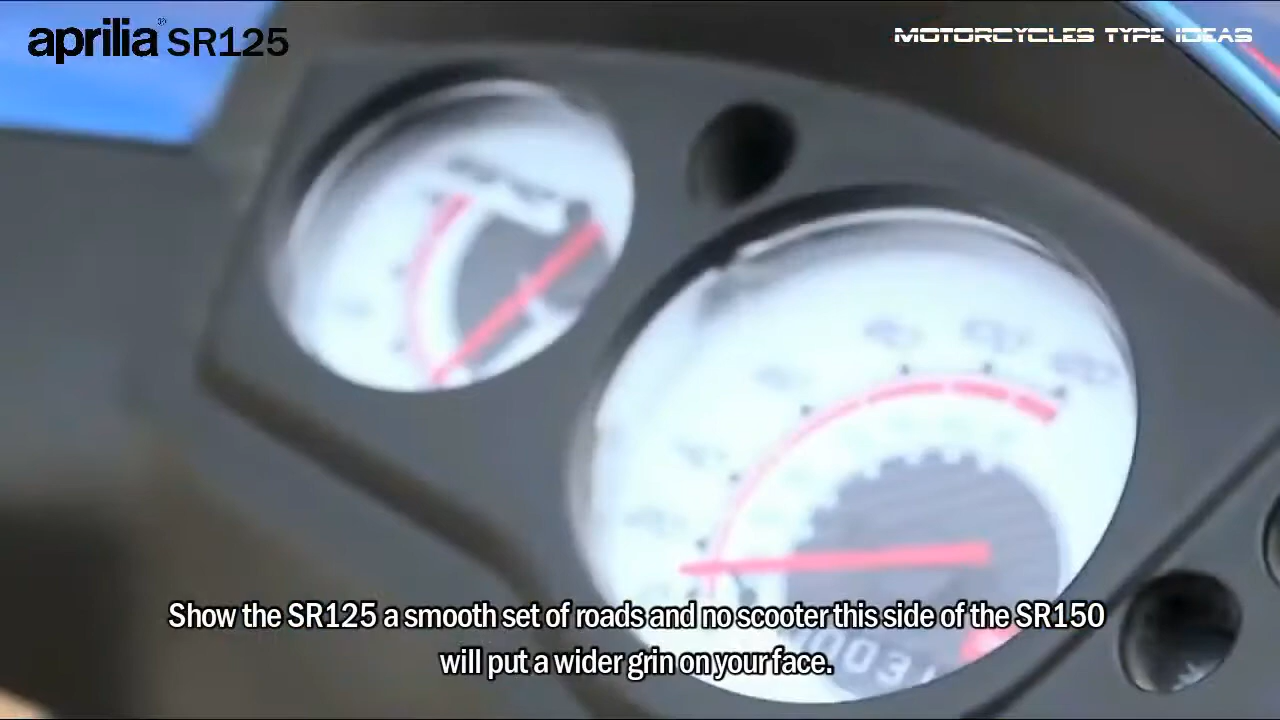 aprilia® SR125
MOTORCYCLES TYPE IDEAS
Show the SR125 a smooth set of roads and no scooter this side of the SR150
will put a wider grin on your face.